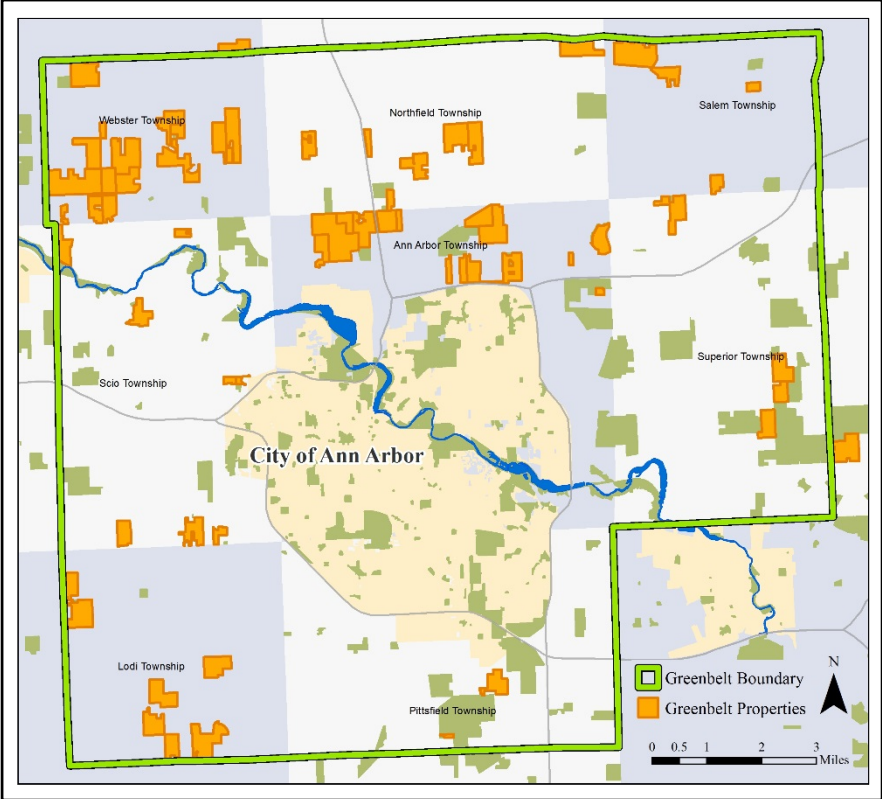 Northfield Township
Salem Township
Webster Township
Ann Arbor Township
Superior Township
Scio Township
City of Ann Arbor
Lodi Township
Pittsfield Township
N
Greenbelt Boundary
Greenbelt Properties
0 0.5 1 2 3
Miles